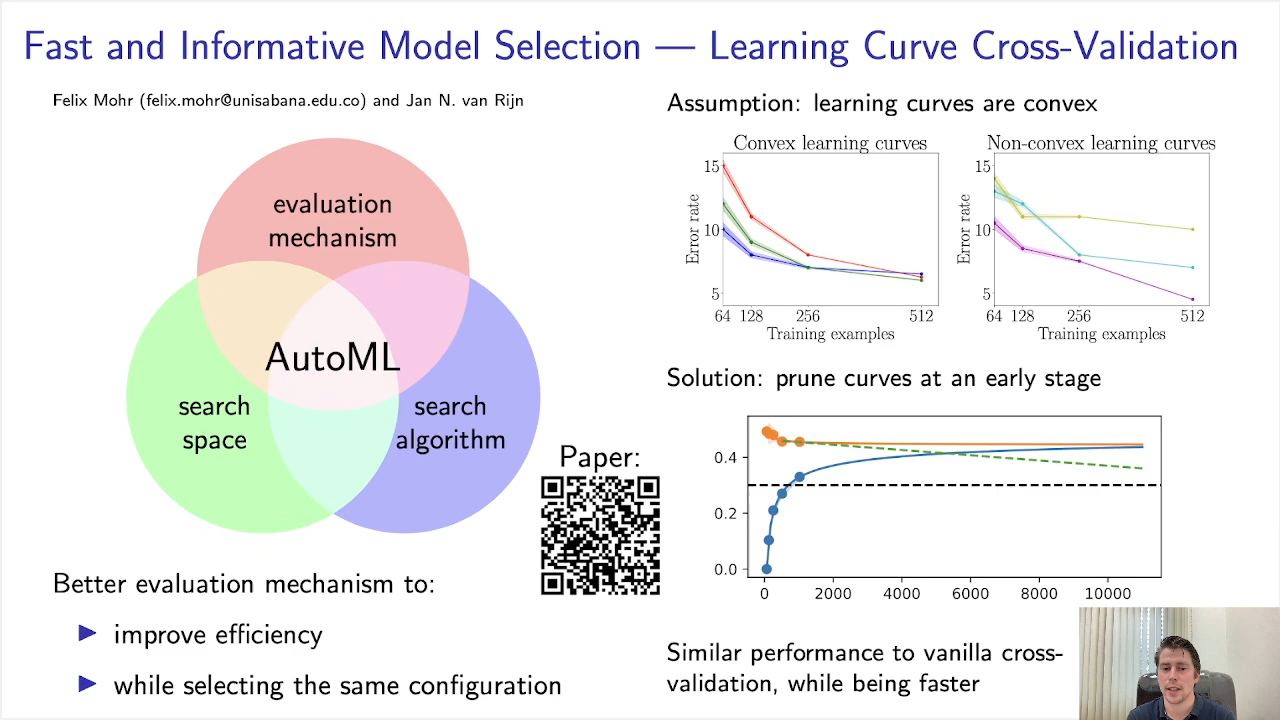 Fast and Informative Model Selection — Learning Curve Cross-Validation
Felix Mohr (felix.mohr@unisabana.edu.co) and Jan N. van Rijn
evaluation
mechanism
AutoML
search
space
search
algorithm
Paper:
Better evaluation mechanism to:
improve efficiency
while selecting the same configuration
Assumption: learning curves are convex
Convex learning curves
15
10
5
Error rate
64 128 256 512
Training examples
Non-convex learning curves
15
10
5
Error rate
64 128 256 512
Training examples
Solution: prune curves at an early stage
0.4
0.2
0.0
0 2000 4000 6000 8000 10000
Similar performance to vanilla cross-
validation, while being faster